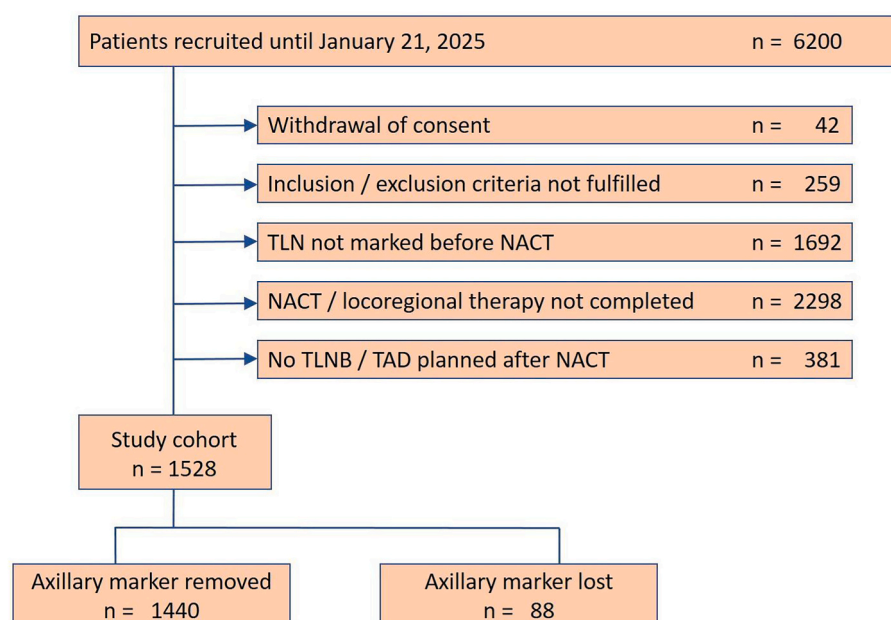 Patients recruited until January 21, 2025 n = 6200
Withdrawal of consent n = 42
Inclusion / exclusion criteria not fulfilled n = 259
TLN not marked before NACT n = 1692
NACT / locoregional therapy not completed n = 2298
No TLNB / TAD planned after NACT n = 381
Study cohort
n = 1528
Axillary marker removed
n = 1440
Axillary marker lost
n = 88